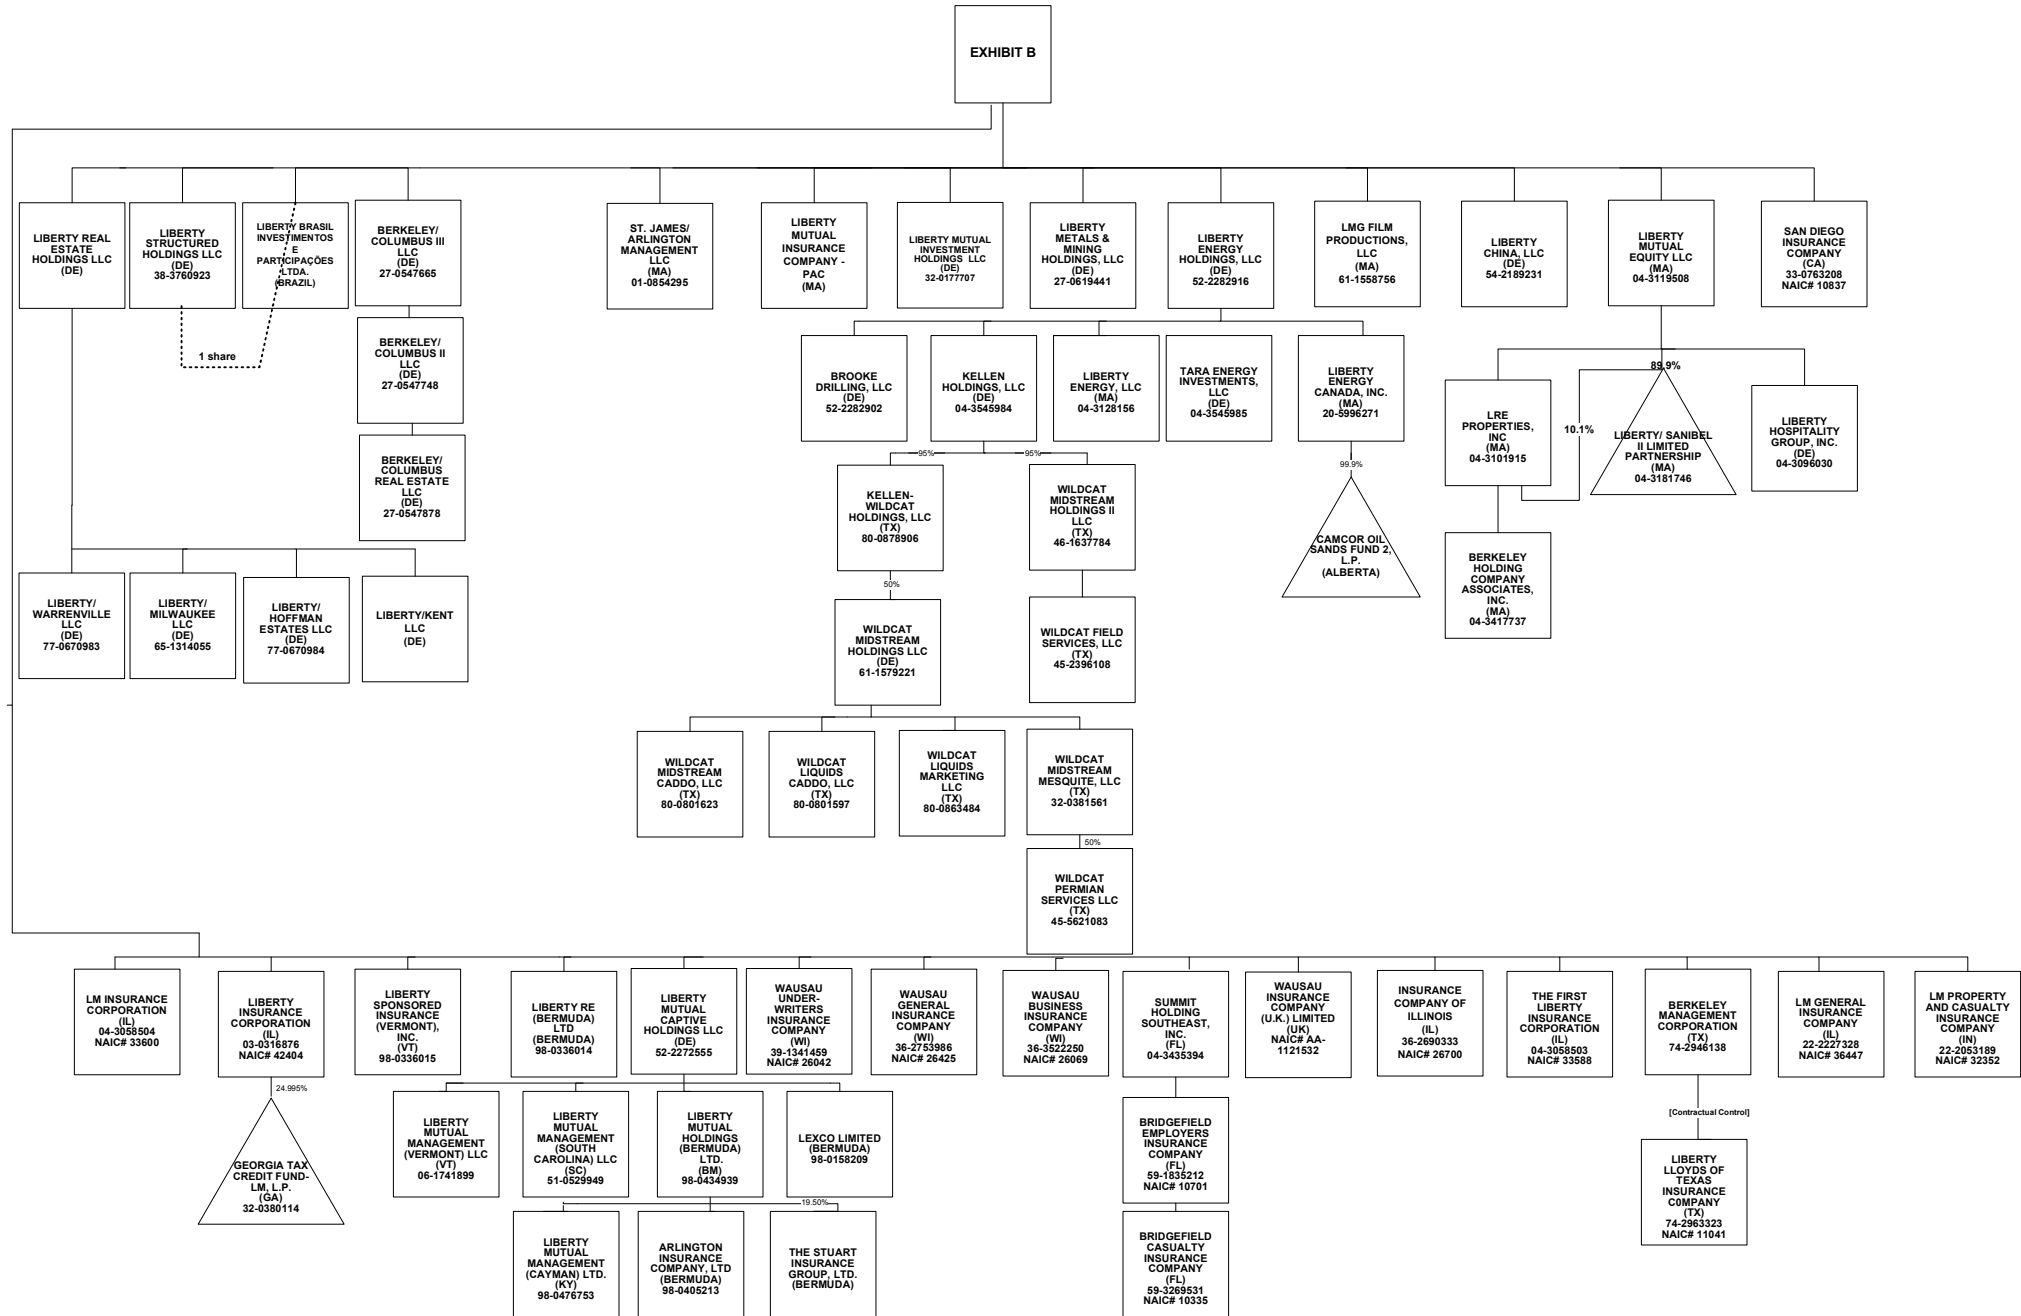 EXHIBIT B
LIBERTY REAL
ESTATE
HOLDINGS LLC
(DE)
LIBERTY
STRUCTURED
HOLDINGS LLC
(DE)
38-3760923
LIBERTY BRASIL
INVESTIMENTOS
E
PARTICIPAÇÕES
LTDA.
(BRAZIL)
BERKELEY/
COLUMBUS III
LLC
(DE)
27-0547665
ST. JAMES/
ARLINGTON
MANAGEMENT
LLC
(MA)
01-0854295
LIBERTY
MUTUAL
INSURANCE
COMPANY -
PAC
(MA)
LIBERTY MUTUAL
INVESTMENT
HOLDINGS LLC
(DE)
32-0177707
LIBERTY
METALS &
MINING
HOLDINGS, LLC
(DE)
27-0619441
LIBERTY
ENERGY
HOLDINGS, LLC
(DE)
52-2282916
LMG FILM
PRODUCTIONS,
LLC
(MA)
61-1558756
LIBERTY
CHINA, LLC
(DE)
54-2189231
LIBERTY
MUTUAL
EQUITY LLC
(MA)
04-3119508
SAN DIEGO
INSURANCE
COMPANY
(CA)
33-0763208
NAIC# 10837
1 share
BERKELEY/
COLUMBUS II
LLC
(DE)
27-0547748
BROOKE
DRILLING, LLC
(DE)
52-2282902
KELLEN
HOLDINGS, LLC
(DE)
04-3545984
LIBERTY
ENERGY, LLC
(MA)
04-3128156
TARA ENERGY
INVESTMENTS,
LLC
(DE)
04-3545985
LIBERTY
ENERGY
CANADA, INC.
(MA)
20-5996271
LRE
PROPERTIES,
INC
(MA)
04-3101915
10.1%
89.9%
LIBERTY/ SANIBEL
II LIMITED
PARTNERSHIP
(MA)
04-3181746
LIBERTY
HOSPITALITY
GROUP, INC.
(DE)
04-3096030
BERKELEY/
COLUMBUS
REAL ESTATE
LLC
(DE)
27-0547878
95%
95%
99.9%
KELLEN-
WILDCAT
HOLDINGS, LLC
(TX)
80-0878906
WILDCAT
MIDSTREAM
HOLDINGS II
LLC
(TX)
46-1637784
CAMCOR OIL
SANDS FUND 2,
L.P.
(ALBERTA)
BERKELEY
HOLDING
COMPANY
ASSOCIATES,
INC.
(MA)
04-3417737
LIBERTY/
WARRENVILLE
LLC
(DE)
77-0670983
LIBERTY/
MILWAUKEE
LLC
(DE)
65-1314055
LIBERTY/
HOFFMAN
ESTATES LLC
(DE)
77-0670984
LIBERTY/KENT
LLC
(DE)
50%
WILDCAT
MIDSTREAM
HOLDINGS LLC
(DE)
61-1579221
WILDCAT FIELD
SERVICES, LLC
(TX)
45-2396108
WILDCAT
MIDSTREAM
CADDO, LLC
(TX)
80-0801623
WILDCAT
LIQUIDS
CADDO, LLC
(TX)
80-0801597
WILDCAT
LIQUIDS
MARKETING
LLC
(TX)
80-0863484
WILDCAT
MIDSTREAM
MESQUITE, LLC
(TX)
32-0381561
50%
WILDCAT
PERMIAN
SERVICES LLC
(TX)
45-5621083
LM INSURANCE
CORPORATION
(IL)
04-3058504
NAIC# 33600
LIBERTY
INSURANCE
CORPORATION
(IL)
03-0316876
NAIC# 42404
LIBERTY
SPONSORED
INSURANCE
(VERMONT),
INC.
(VT)
98-0336015
LIBERTY RE
(BERMUDA)
LTD
(BERMUDA)
98-0336014
LIBERTY
MUTUAL
CAPTIVE
HOLDINGS LLC
(DE)
52-2272555
WAUSAU
UNDER-
WRITERS
INSURANCE
COMPANY
(WI)
39-1341459
NAIC# 26042
WAUSAU
GENERAL
INSURANCE
COMPANY
(WI)
36-2753986
NAIC# 26425
WAUSAU
BUSINESS
INSURANCE
COMPANY
(WI)
36-3522250
NAIC# 26069
SUMMIT
HOLDING
SOUTHEAST,
INC.
(FL)
04-3435394
WAUSAU
INSURANCE
COMPANY
(U.K.) LIMITED
(UK)
NAIC# AA-
1121532
INSURANCE
COMPANY OF
ILLINOIS
(IL)
36-2690333
NAIC# 26700
THE FIRST
LIBERTY
INSURANCE
CORPORATION
(IL)
04-3058503
NAIC# 33588
BERKELEY
MANAGEMENT
CORPORATION
(TX)
74-2946138
LM GENERAL
INSURANCE
COMPANY
(IL)
22-2227328
NAIC# 36447
LM PROPERTY
AND CASUALTY
INSURANCE
COMPANY
(IN)
22-2053189
NAIC# 32352
24.995%
GEORGIA TAX
CREDIT FUND-
LM, L.P.
(GA)
32-0380114
LIBERTY
MUTUAL
MANAGEMENT
(VERMONT) LLC
(VT)
06-1741899
LIBERTY
MUTUAL
MANAGEMENT
(SOUTH
CAROLINA) LLC
(SC)
51-0529949
LIBERTY
MUTUAL
HOLDINGS
(BERMUDA)
LTD.
(BM)
98-0434939
LEXCO LIMITED
(BERMUDA)
98-0158209
BRIDGEFIELD
EMPLOYERS
INSURANCE
COMPANY
(FL)
59-1835212
NAIC# 10701
[Contractual Control]
LIBERTY
LLOYDS OF
TEXAS
INSURANCE
C0MPANY
(TX)
74-2963323
NAIC# 11041
19.50%
LIBERTY
MUTUAL
MANAGEMENT
(CAYMAN) LTD.
(KY)
98-0476753
ARLINGTON
INSURANCE
COMPANY, LTD
(BERMUDA)
98-0405213
THE STUART
INSURANCE
GROUP, LTD.
(BERMUDA)
BRIDGEFIELD
CASUALTY
INSURANCE
COMPANY
(FL)
59-3269531
NAIC# 10335